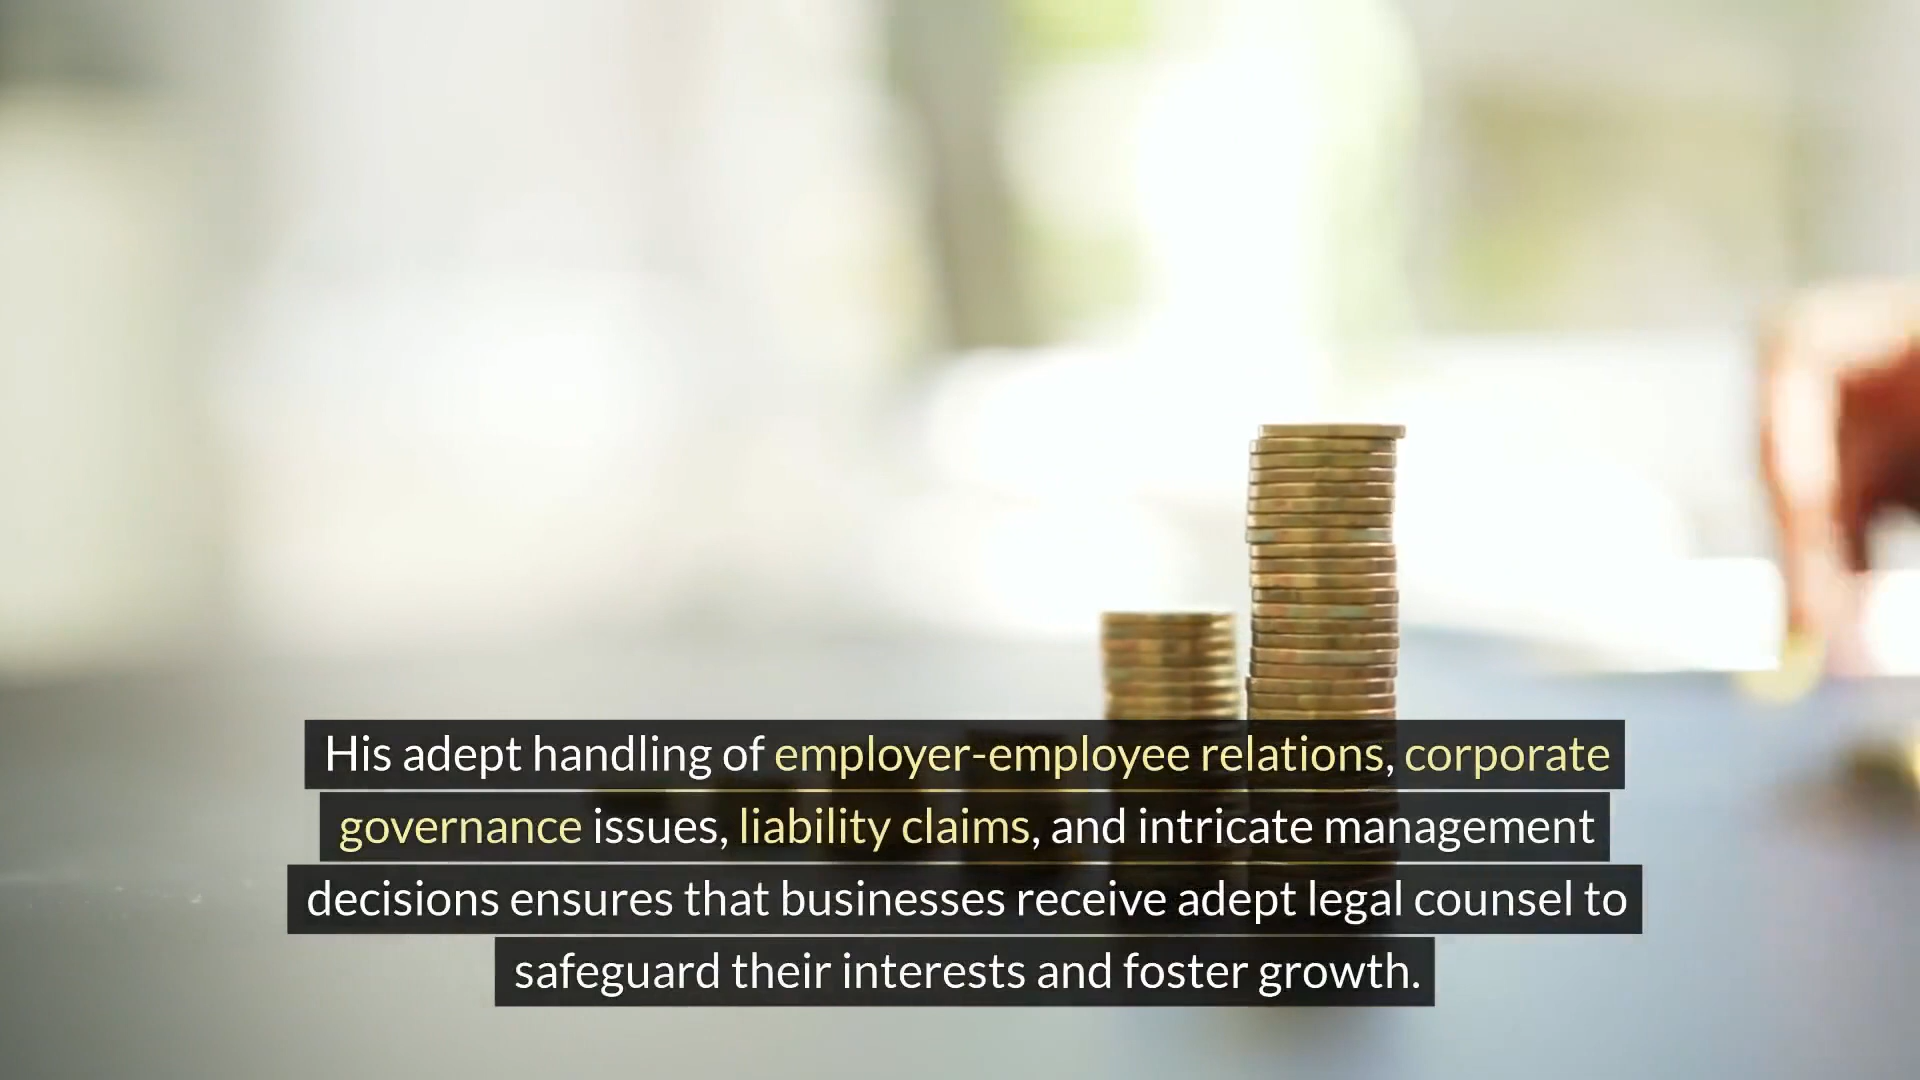 His adept handling of employer-employee relations, corporate
governance issues, liability claims, and intricate management
decisions ensures that businesses receive adept legal counsel to
safeguard their interests and foster growth.